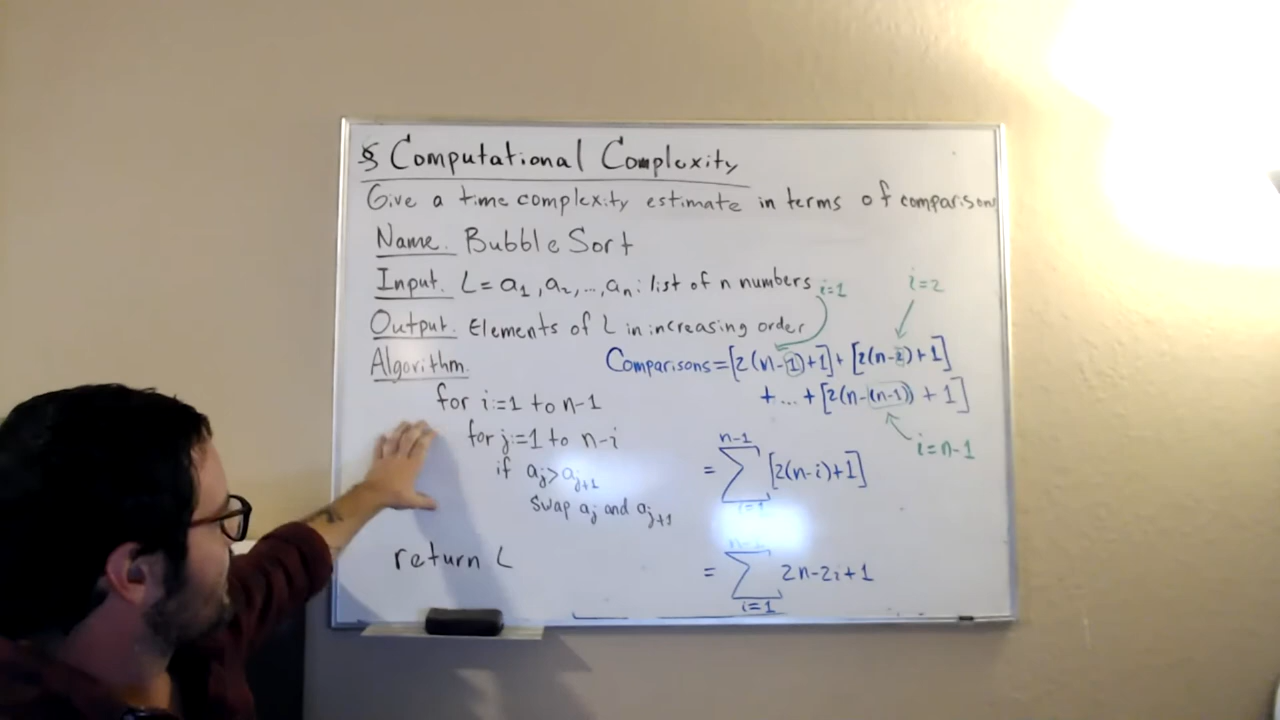 § Computational Complexity
Give a time complexity estimate in terms of comparisons
Name. Bubble Sort
Input. L = a₁, a₂, ..., aₙ : list of n numbers
i=1
i=2
Output. Elements of L in increasing order
Algorithm.
Comparisons = [2(n-1)+1] + [2(n-2)+1]
+ ... + [2(n-(n-1)) + 1]
i=n-1
for i:=1 to n-1
for j:=1 to n-i
if aⱼ > aⱼ₊₁
swap aⱼ and aⱼ₊₁
return L
n-1
= ∑ [2(n-i)+1]
i=1
n-1
= ∑ 2n-2i+1
i=1